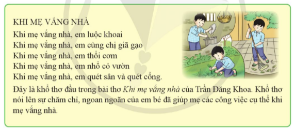 KHI MẸ VẮNG NHÀ
Khi mẹ vắng nhà, em luộc khoai
Khi mẹ vắng nhà, em cùng chị giã gạo
Khi mẹ vắng nhà, em thổi cơm
Khi mẹ vắng nhà, em nhổ cỏ vườn
Khi mẹ vắng nhà, em quét sân và quét cổng.
Đây là khổ thơ đầu trong bài thơ Khi mẹ vắng nhà của Trần Đăng Khoa. Khổ thơ
nói lên sự chăm chỉ, ngoan ngoãn của em bé đã giúp mẹ các công việc cụ thể khi
mẹ vắng nhà.